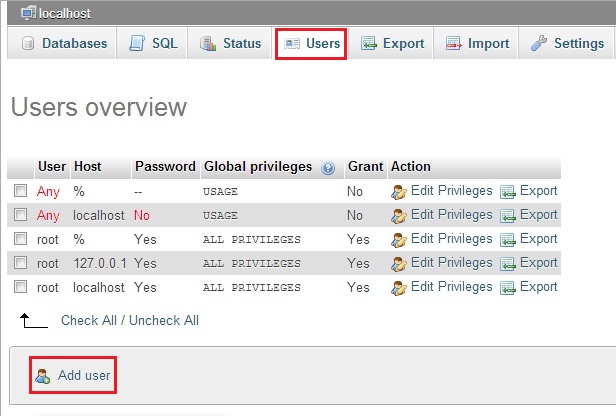 localhost
Databases SQL Status Users Export Import Settings
Users overview
User Host Password Global privileges Grant Action
Any % -- USAGE No Edit Privileges Export
Any localhost No USAGE No Edit Privileges Export
root % Yes ALL PRIVILEGES Yes Edit Privileges Export
root 127.0.0.1 Yes ALL PRIVILEGES Yes Edit Privileges Export
root localhost Yes ALL PRIVILEGES Yes Edit Privileges Export
Check All / Uncheck All
Add user